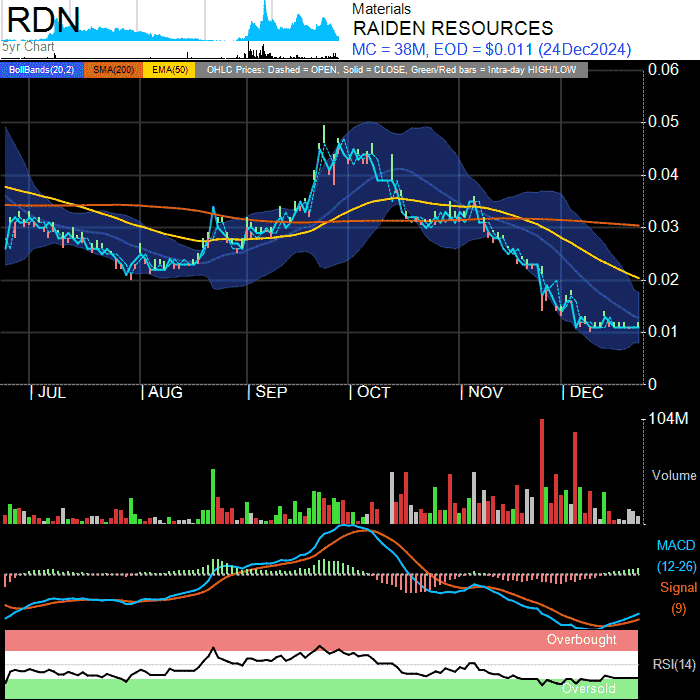 RDN
5yr Chart
Materials
RAIDEN RESOURCES
MC = 38M, EOD = $0.011 (24Dec2024)
BollBands(20,2) SMA(200) EMA(50) OHLC Prices: Dashed = OPEN, Solid = CLOSE, Green/Red bars = Intra-day HIGH/LOW
0.06
0.05
0.04
0.03
0.02
0.01
0
| JUL | AUG | SEP | OCT | NOV | DEC
104M
Volume
MACD
(12-26)
Signal
(9)
Overbought
RSI(14)
Oversold